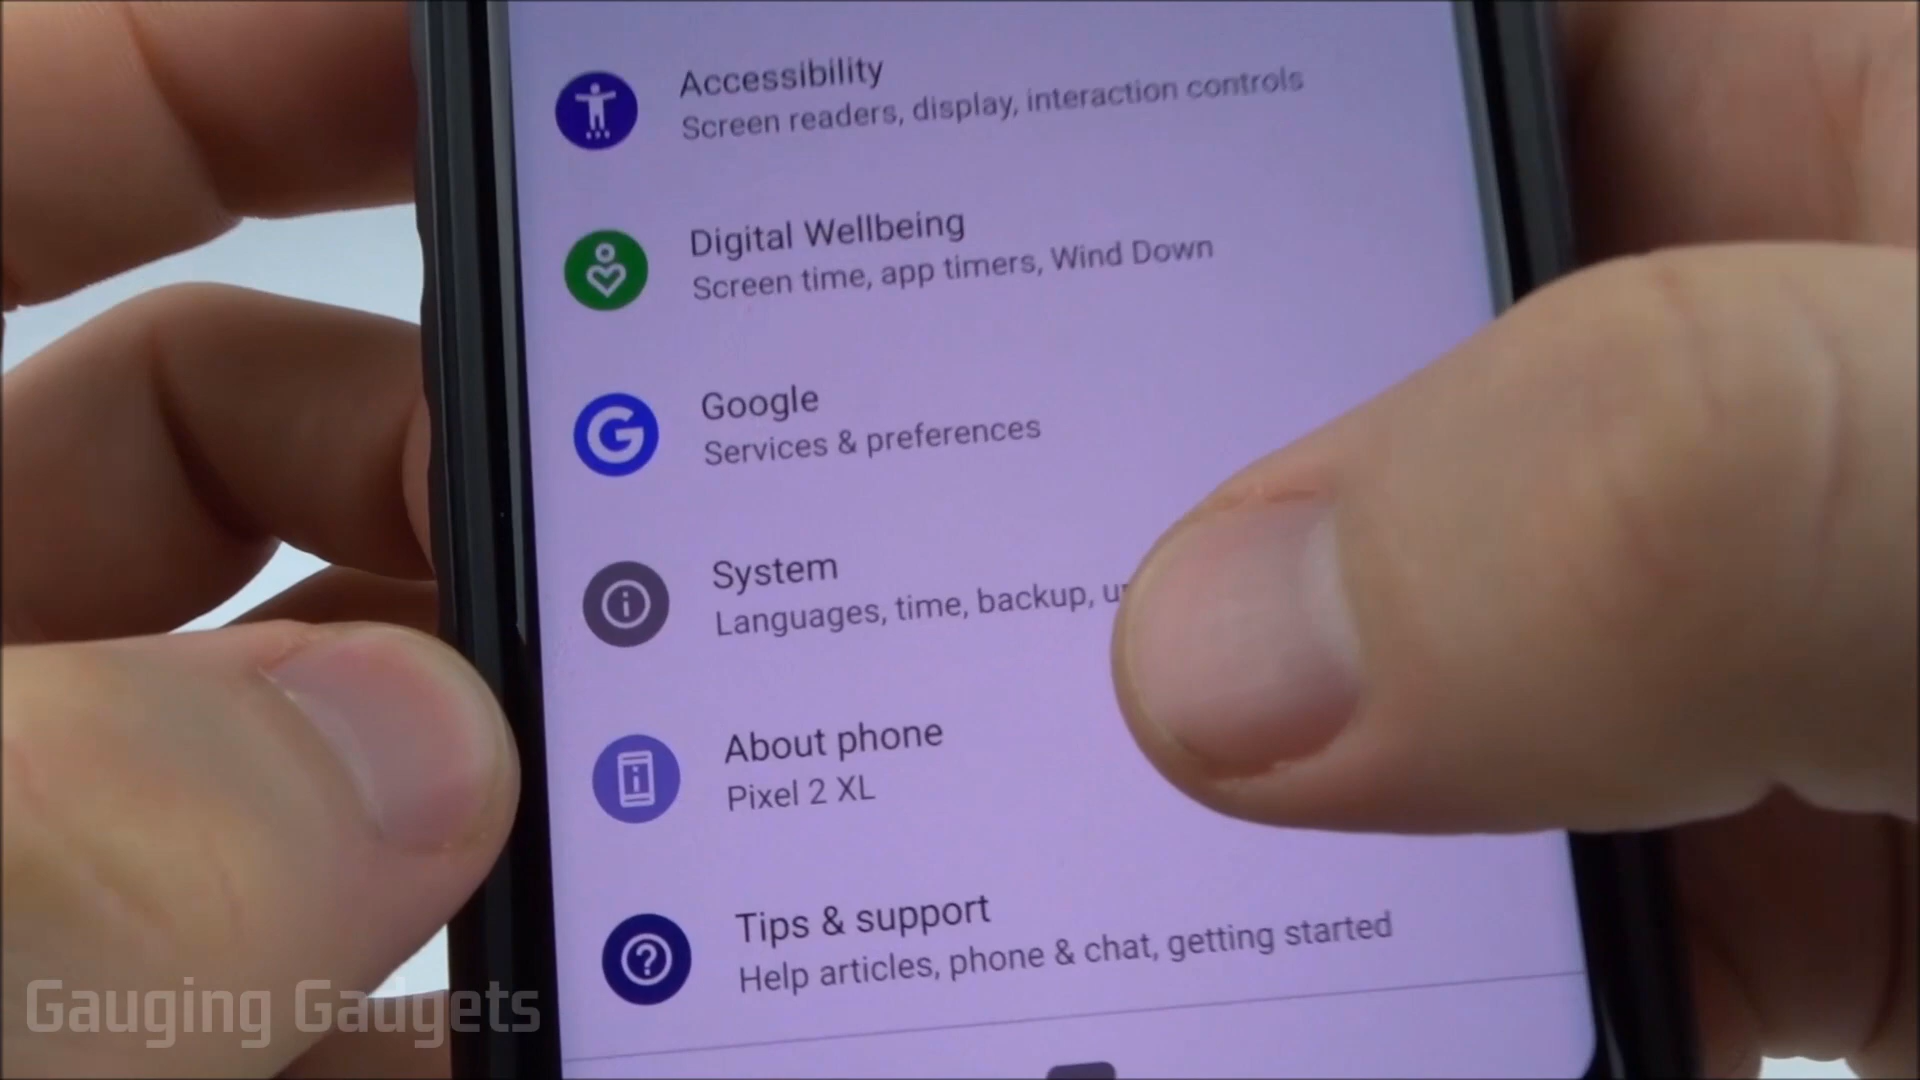 Accessibility
Screen readers, display, interaction controls
Digital Wellbeing
Screen time, app timers, Wind Down
Google
Services & preferences
System
Languages, time, backup,
About phone
Pixel 2 XL
Tips & support
Help articles, phone & chat, getting started
Gauging Gadgets